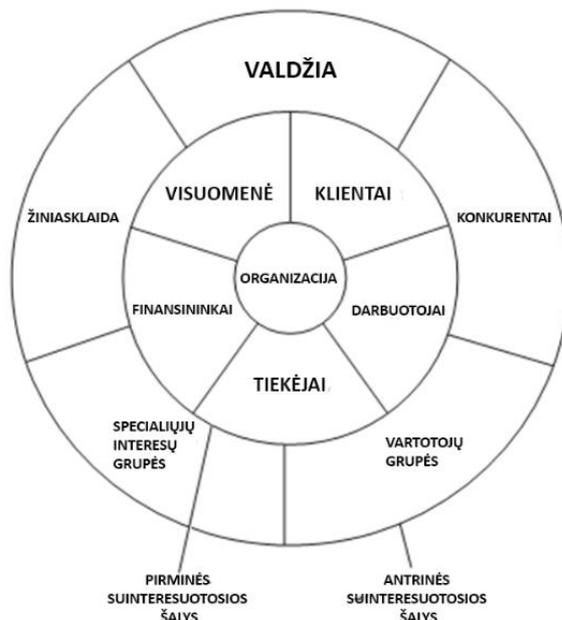 VALDŽIA
VISUOMENĖ
KLIENTAI
ŽINIASKLAIDA
KONKURENTAI
ORGANIZACIJA
FINANSININKAI
DARBUOTOJAI
TIEKĖJAI
SPECIALIŲJŲ
INTERESŲ
GRUPĖS
VARTOTOJŲ
GRUPĖS
PIRMINĖS
SUINTERESUOTOSIOS
ŠALYS
ANTRINĖS
SUINTERESUOTOSIOS
ŠALYS